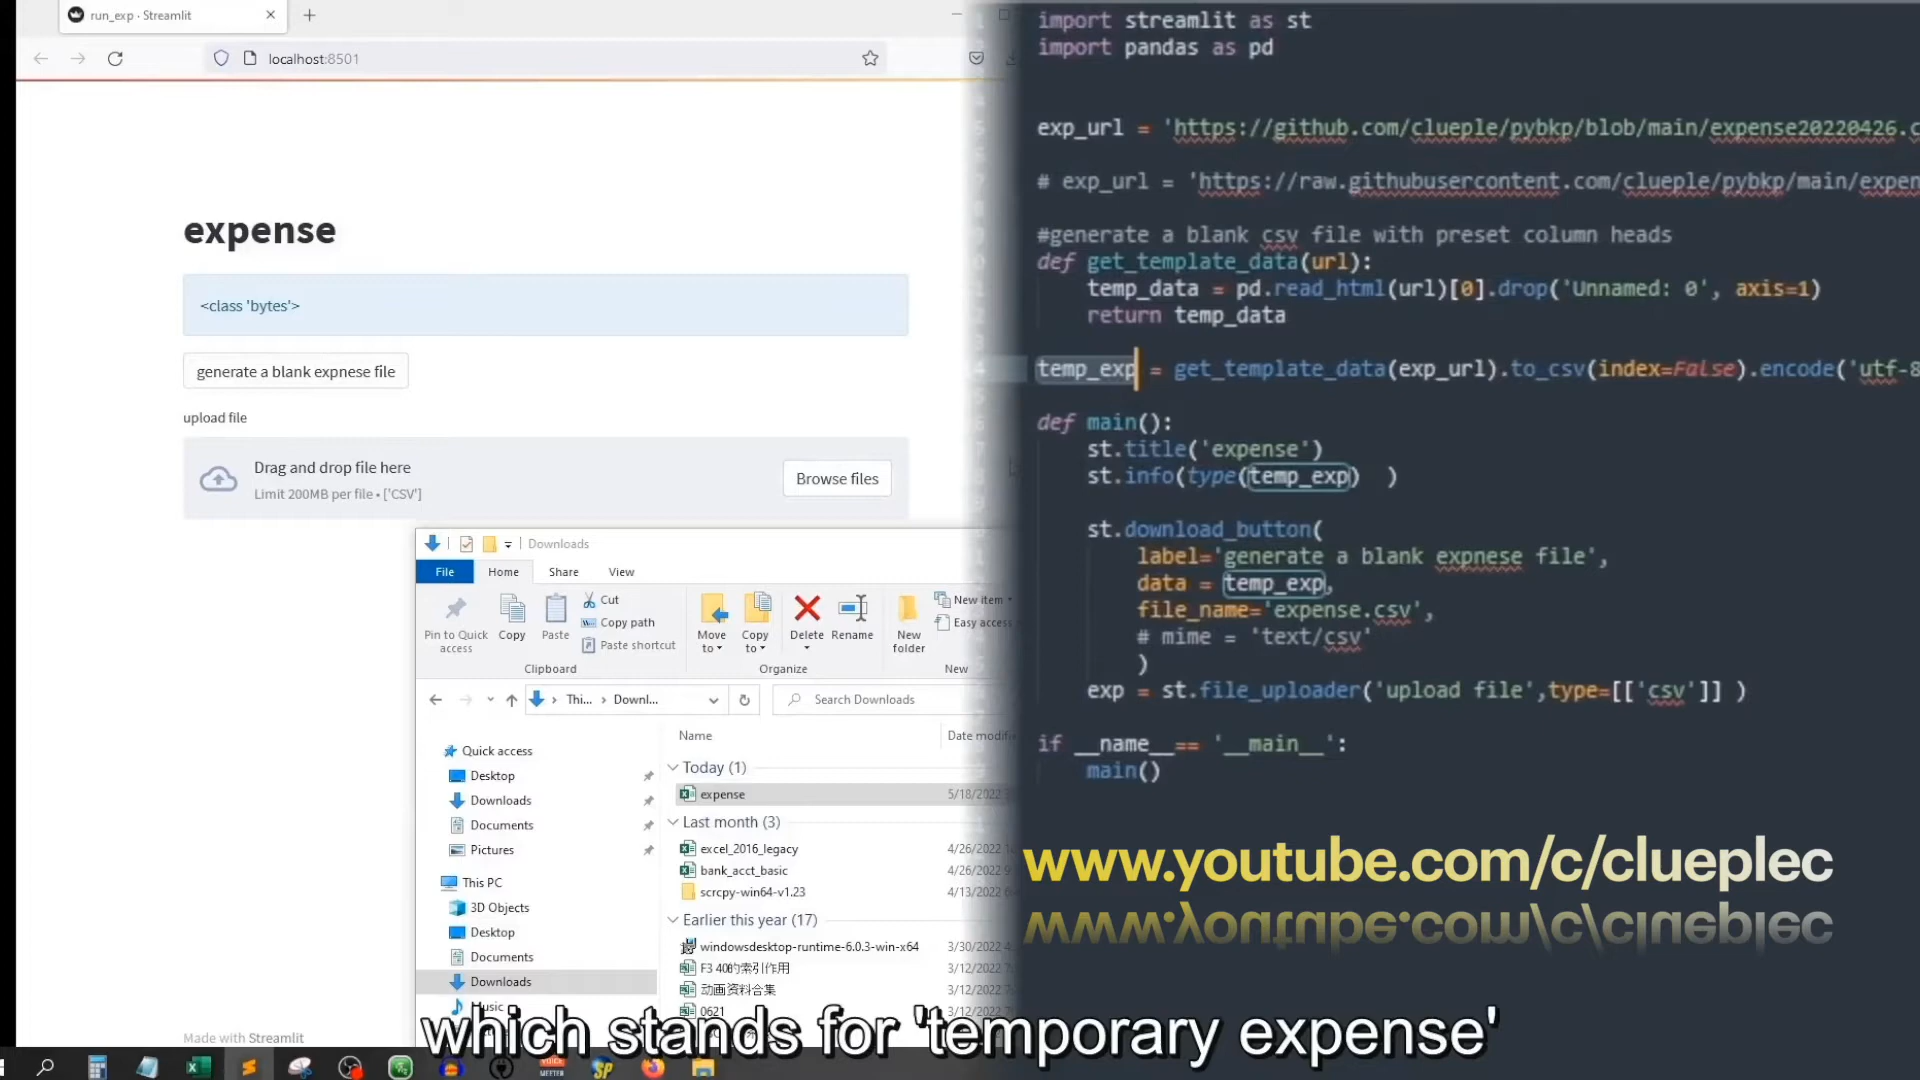 run_exp · Streamlit
localhost:8501
expense
<class 'bytes'>
generate a blank expnese file
upload file
Drag and drop file here
Limit 200MB per file • ['CSV']
Browse files
Made with Streamlit
Downloads
File
Home
Share
View
Pin to Quick access
Copy
Paste
Cut
Copy path
Paste shortcut
Clipboard
Move to
Copy to
Delete
Rename
Organize
New folder
New item
Easy access
New
Thi... > Downl...
Search Downloads
Quick access
Desktop
Downloads
Documents
Pictures
This PC
3D Objects
Desktop
Documents
Downloads
Music
Name
Date modifi
Today (1)
expense
5/18/2022
Last month (3)
excel_2016_legacy
4/26/2022
bank_acct_basic
4/26/2022
scrcpy-win64-v1.23
4/13/2022
Earlier this year (17)
windowsdesktop-runtime-6.0.3-win-x64
3/30/2022
F3 40的索引作用
3/12/2022
动画资料合集
3/12/2022
0621
3/12/2022
import streamlit as st
import pandas as pd
exp_url = 'https://github.com/clueple/pybkp/blob/main/expense20220426.c
# exp_url = 'https://raw.githubusercontent.com/clueple/pybkp/main/expen
#generate a blank csv file with preset column heads
def get_template_data(url):
temp_data = pd.read_html(url)[0].drop('Unnamed: 0', axis=1)
return temp_data
temp_exp = get_template_data(exp_url).to_csv(index=False).encode('utf-8
def main():
st.title('expense')
st.info(type(temp_exp) )
st.download_button(
label='generate a blank expnese file',
data = temp_exp,
file_name='expense.csv',
# mime = 'text/csv'
)
exp = st.file_uploader('upload file',type=[['csv']] )
if __name__== '__main__':
main()
www.youtube.com/c/clueplec
which stands for 'temporary expense'